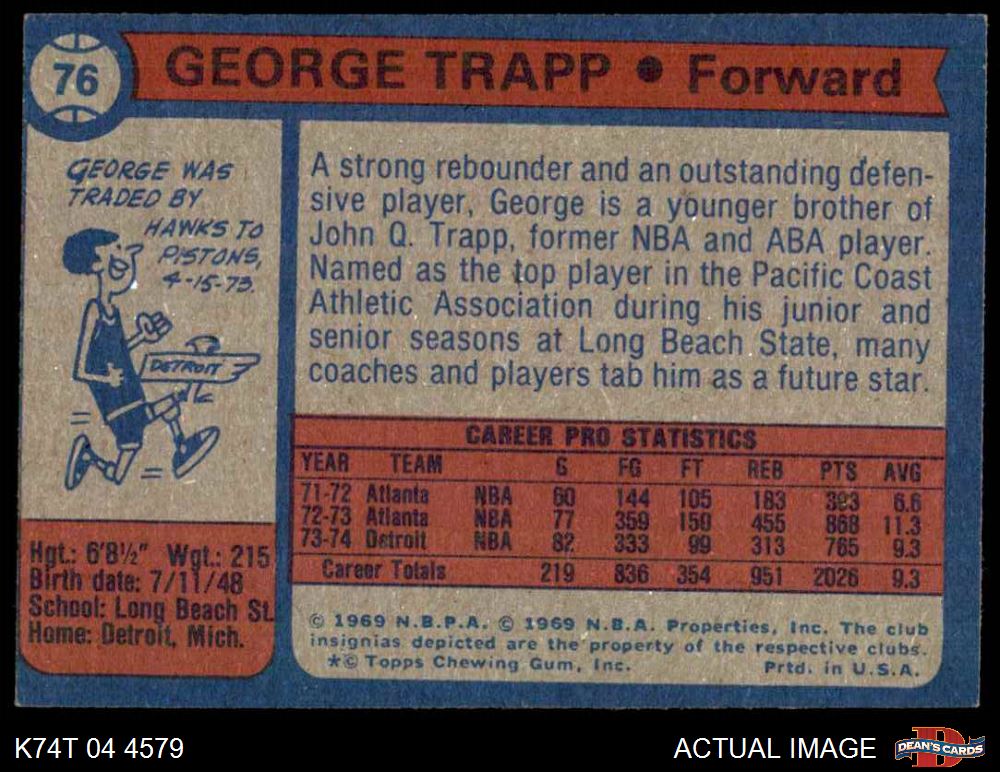 76
GEORGE TRAPP • Forward
GEORGE WAS
TRADED BY
HAWKS TO
PISTONS,
4-15-73.
DETROIT
A strong rebounder and an outstanding defen-
sive player, George is a younger brother of
John Q. Trapp, former NBA and ABA player.
Named as the top player in the Pacific Coast
Athletic Association during his junior and
senior seasons at Long Beach State, many
coaches and players tab him as a future star.
CAREER PRO STATISTICS
YEAR TEAM G FG FT REB PTS AVG
71-72 Atlanta NBA 60 144 105 183 393 6.6
72-73 Atlanta NBA 77 359 150 455 868 11.3
73-74 Detroit NBA 82 333 99 313 765 9.3
Career Totals 219 836 354 951 2026 9.3
Hgt.: 6'8½" Wgt.: 215
Birth date: 7/11/48
School: Long Beach St.
Home: Detroit, Mich.
© 1969 N.B.P.A. © 1969 N.B.A. Properties, Inc. The club
insignias depicted are the property of the respective clubs.
*© Topps Chewing Gum, Inc. Prtd. in U.S.A.
K74T 04 4579
ACTUAL IMAGE
DEAN'S CARDS